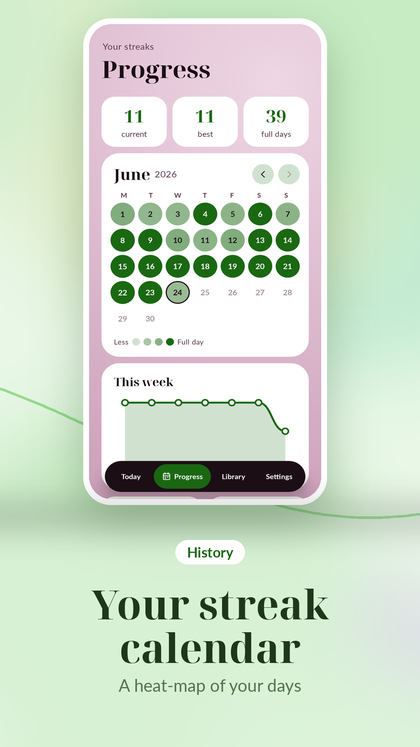 Your streaks
Progress
11 11 39
current best full days
June 2026
M T W T F S S
1 2 3 4 5 6 7
8 9 10 11 12 13 14
15 16 17 18 19 20 21
22 23 24 25 26 27 28
29 30
Less Full day
This week
Today Progress Library Settings
History
Your streak
calendar
A heat-map of your days